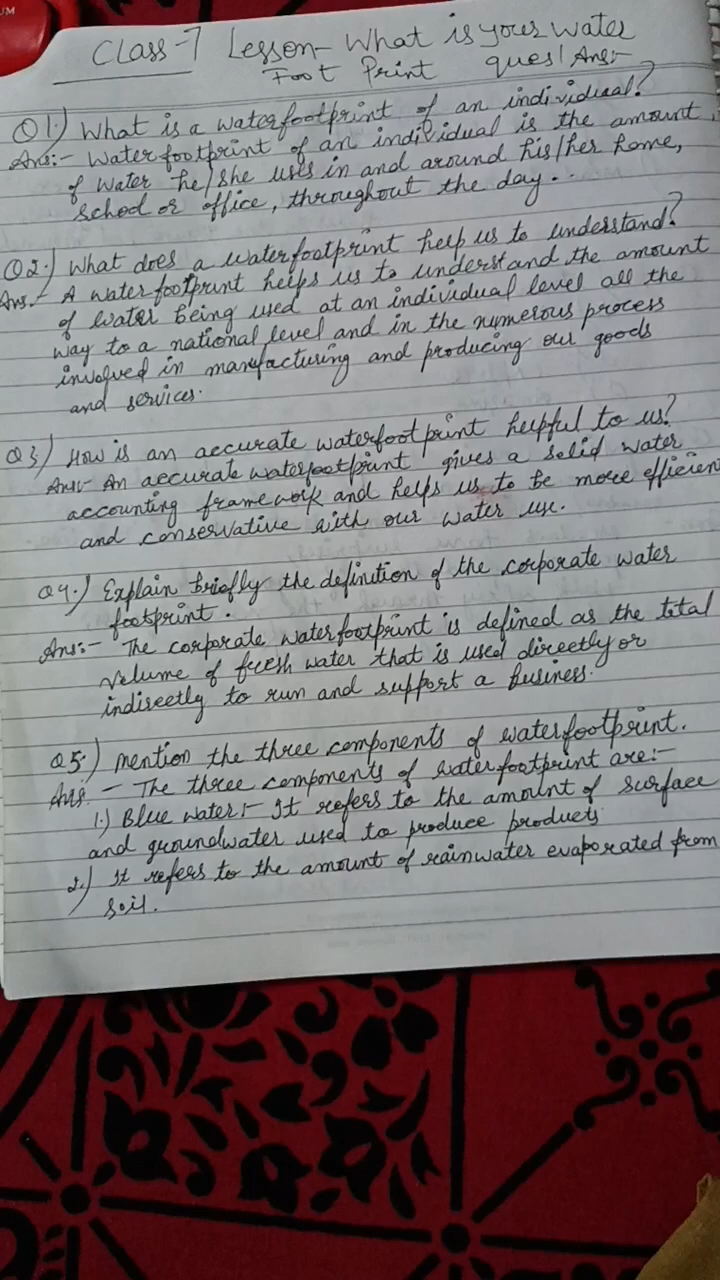 UM
Class-7 Lesson- What is your water
Foot Print ques/Ans:-
Q1.) What is a waterfootprint of an individual?
Ans:- Waterfootprint of an individual is the amount
of water he/she uses in and around his/her home,
school or office, throughout the day...
Q2.) What does a waterfootprint help us to understand?
Ans.- A waterfootprint helps us to understand the amount
of water being used at an individual level all the
way to a national level and in the numerous process
involved in manufacturing and producing our goods
and services.
Q3) How is an accurate waterfootprint helpful to us?
Ans- An accurate waterfootprint gives a solid water
accounting framework and helps us to be more efficien
and conservative with our water use.
Q4.) Explain briefly the definition of the corporate water
footprint.
Ans:- The corporate waterfootprint is defined as the total
volume of fresh water that is used directly or
indirectly to run and support a business.
Q5.) mention the three components of waterfootprint.
Ans. - The three components of waterfootprint are:-
1.) Blue water:- It refers to the amount of surface
and groundwater used to produce products
2.) It refers to the amount of rainwater evaporated from
soil.